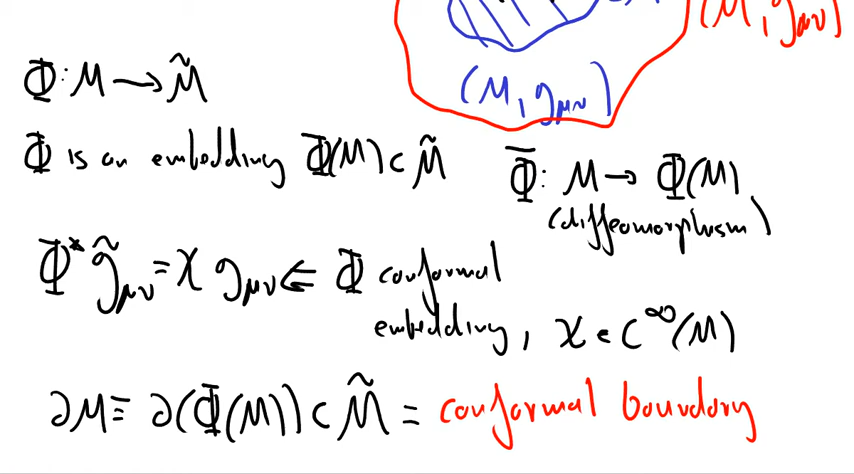 (M, g̃μν)
(M, gμν)
Φ: M → M̃
Φ is an embedding Φ(M) ⊂ M̃
Φ̄: M → Φ(M)
(diffeomorphism)
Φ* g̃μν = χ gμν ⇐ Φ conformal
embedding, χ ∈ C^∞(M)
∂M ≡ ∂(Φ(M)) ⊂ M̃ = conformal boundary